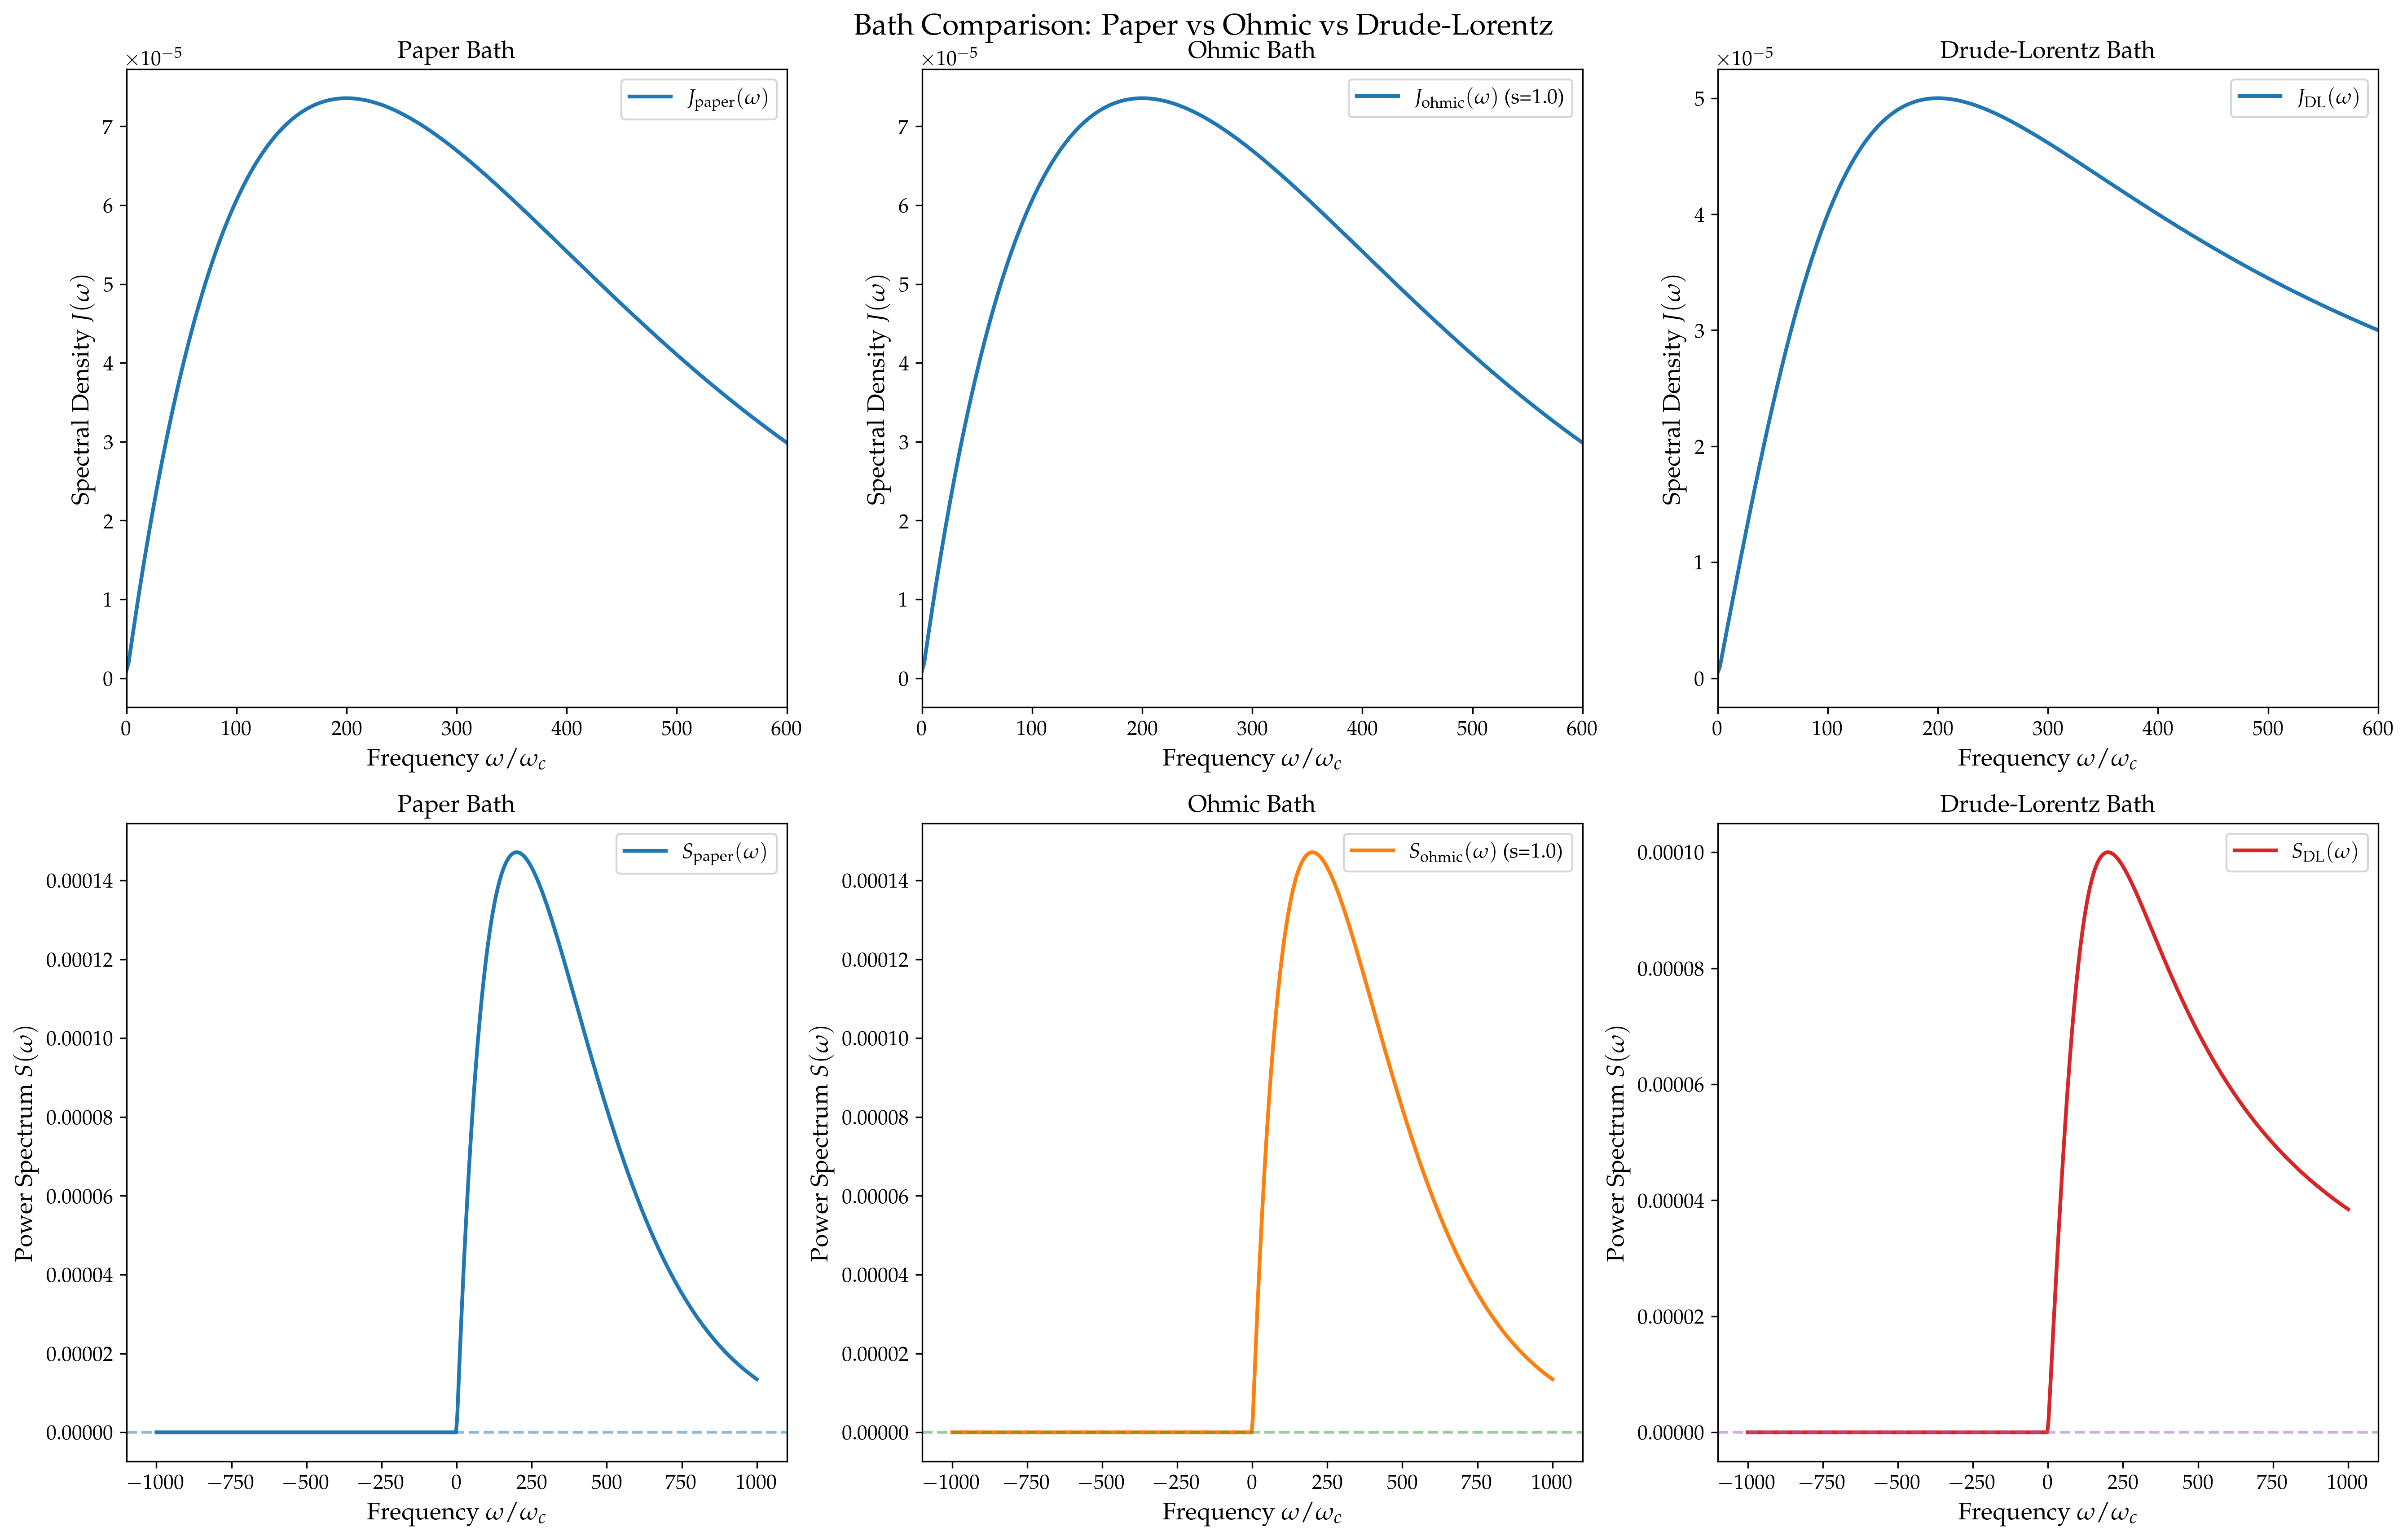 Bath Comparison: Paper vs Ohmic vs Drude-Lorentz
Paper Bath
×10⁻⁵
J_paper(ω)
Spectral Density J(ω)
7
6
5
4
3
2
1
0
0 100 200 300 400 500 600
Frequency ω/ω_c
Ohmic Bath
×10⁻⁵
J_ohmic(ω) (s=1.0)
Spectral Density J(ω)
7
6
5
4
3
2
1
0
0 100 200 300 400 500 600
Frequency ω/ω_c
Drude-Lorentz Bath
×10⁻⁵
J_DL(ω)
Spectral Density J(ω)
5
4
3
2
1
0
0 100 200 300 400 500 600
Frequency ω/ω_c
Paper Bath
S_paper(ω)
Power Spectrum S(ω)
0.00014
0.00012
0.00010
0.00008
0.00006
0.00004
0.00002
0.00000
−1000 −750 −500 −250 0 250 500 750 1000
Frequency ω/ω_c
Ohmic Bath
S_ohmic(ω) (s=1.0)
Power Spectrum S(ω)
0.00014
0.00012
0.00010
0.00008
0.00006
0.00004
0.00002
0.00000
−1000 −750 −500 −250 0 250 500 750 1000
Frequency ω/ω_c
Drude-Lorentz Bath
S_DL(ω)
Power Spectrum S(ω)
0.00010
0.00008
0.00006
0.00004
0.00002
0.00000
−1000 −750 −500 −250 0 250 500 750 1000
Frequency ω/ω_c